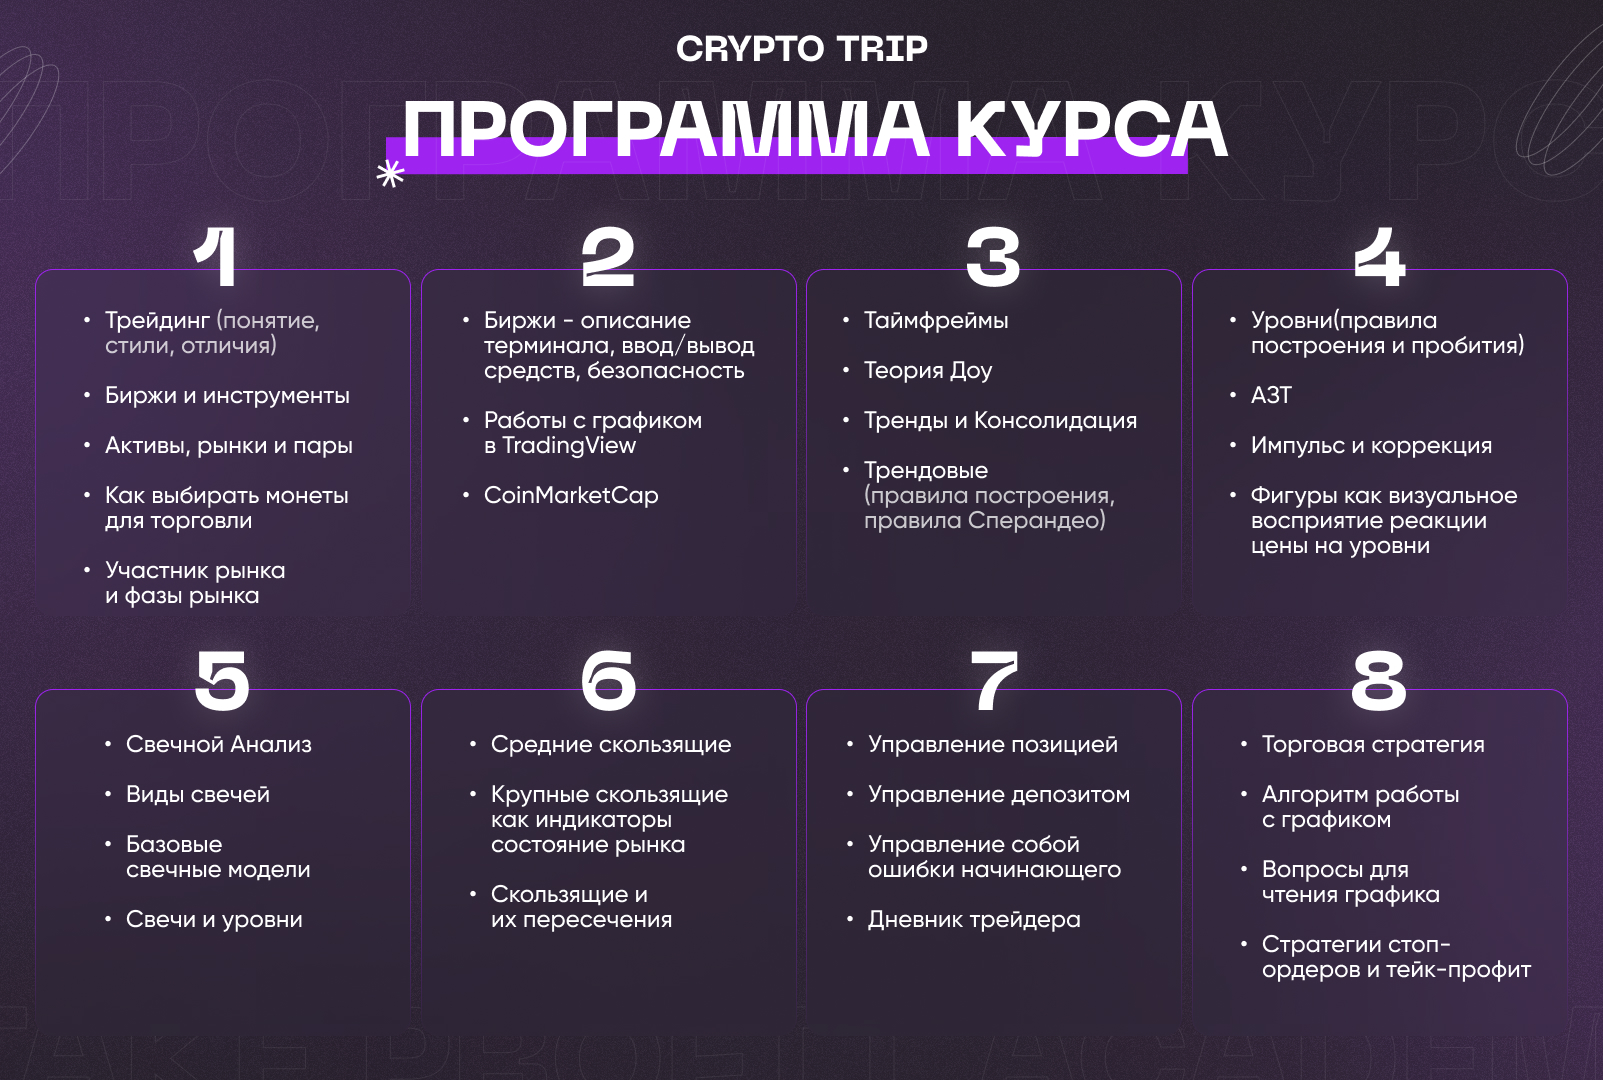 CRYPTO TRIP
ПРОГРАММА КУРСА
ПРОГРАММА КУРС
1
• Трейдинг (понятие,
стили, отличия)
• Биржи и инструменты
• Активы, рынки и пары
• Как выбирать монеты
для торговли
• Участник рынка
и фазы рынка
2
• Биржи - описание
терминала, ввод/вывод
средств, безопасность
• Работы с графиком
в TradingView
• CoinMarketCap
3
• Таймфреймы
• Теория Доу
• Тренды и Консолидация
• Трендовые
(правила построения,
правила Сперандео)
4
• Уровни(правила
построения и пробития)
• АЗТ
• Импульс и коррекция
• Фигуры как визуальное
восприятие реакции
цены на уровни
5
• Свечной Анализ
• Виды свечей
• Базовые
свечные модели
• Свечи и уровни
6
• Средние скользящие
• Крупные скользящие
как индикаторы
состояние рынка
• Скользящие и
их пересечения
7
• Управление позицией
• Управление депозитом
• Управление собой
ошибки начинающего
• Дневник трейдера
8
• Торговая стратегия
• Алгоритм работы
с графиком
• Вопросы для
чтения графика
• Стратегии стоп-
ордеров и тейк-профит
TAKE PROFIT ACADEM